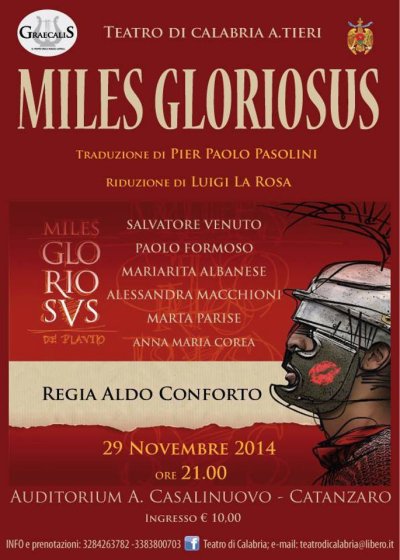 GRAECALIS
TEATRO DI CALABRIA A.TIERI
MILES GLORIOSUS
TRADUZIONE DI PIER PAOLO PASOLINI
RIDUZIONE DI LUIGI LA ROSA
MILES
GLO
RIO
SVS
DI PLAVTO
SALVATORE VENUTO
PAOLO FORMOSO
MARIARITA ALBANESE
ALESSANDRA MACCHIONI
MARTA PARISE
ANNA MARIA COREA
REGIA ALDO CONFORTO
29 NOVEMBRE 2014
ORE 21.00
AUDITORIUM A. CASALINUOVO - CATANZARO
INGRESSO € 10,00
INFO e prenotazioni: 3284263782 -3383800703 f Teatro di Calabria; e-mail: teatrodicalabria@libero.it